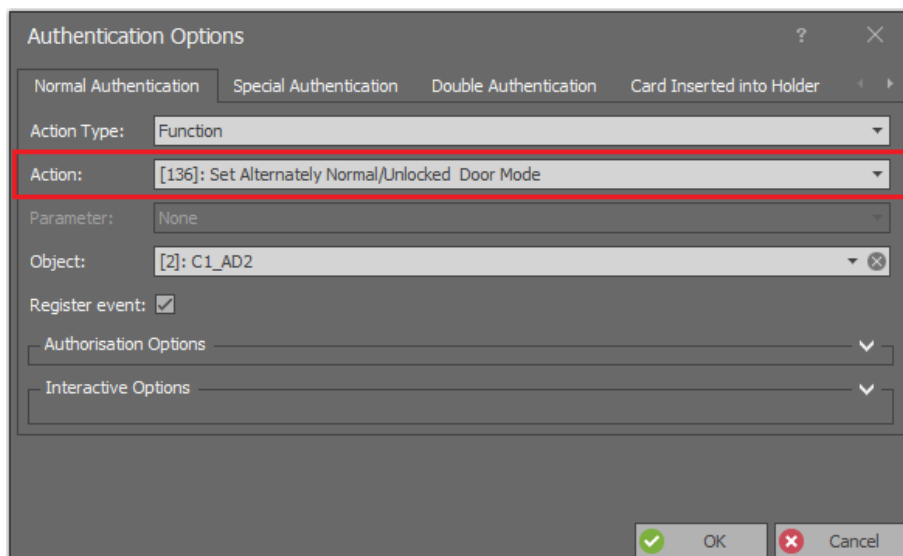 Authentication Options ?
Normal Authentication Special Authentication Double Authentication Card Inserted into Holder
Action Type: Function
Action: [136]: Set Alternately Normal/Unlocked Door Mode
Parameter: None
Object: [2]: C1_AD2
Register event:
Authorisation Options
Interactive Options
OK Cancel